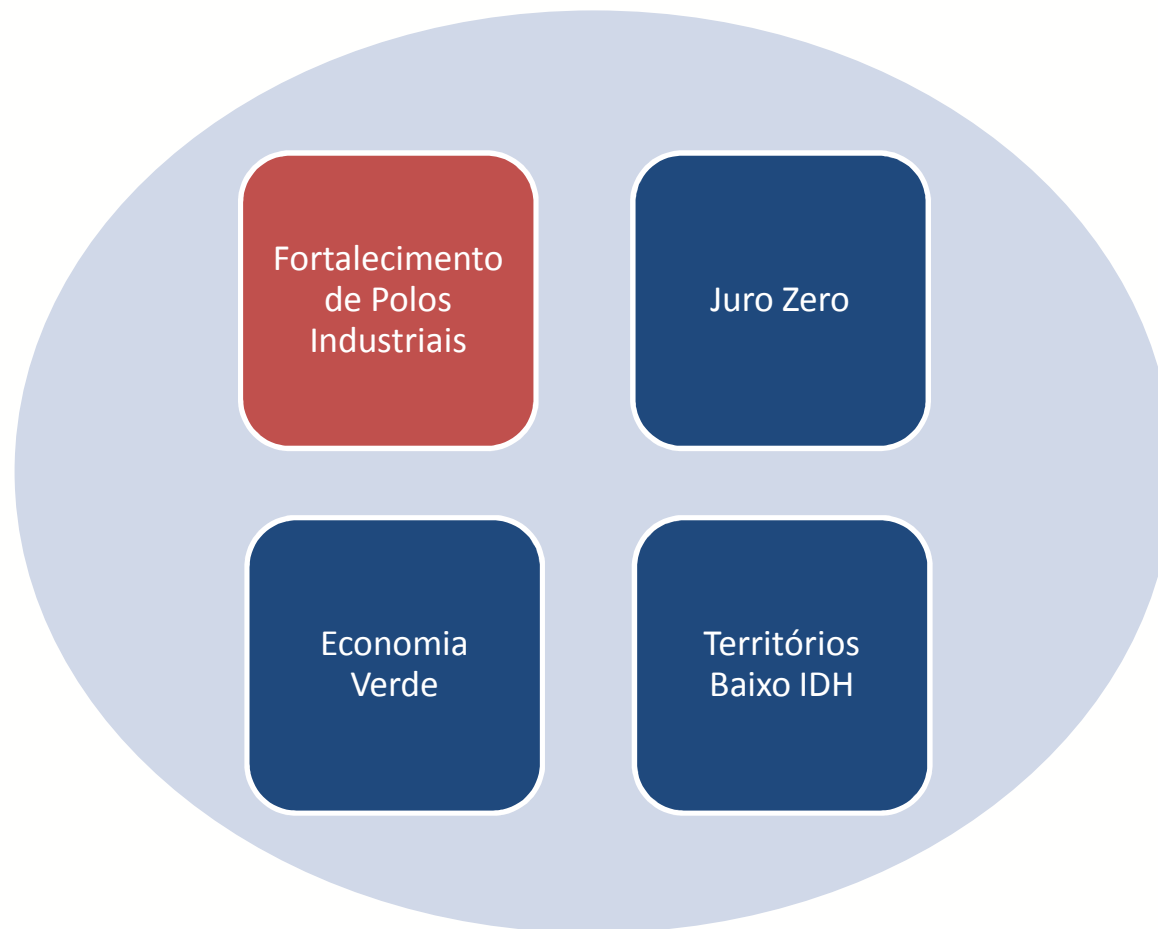 Fortalecimento
de Polos
Industriais
Juro Zero
Economia
Verde
Territórios
Baixo IDH